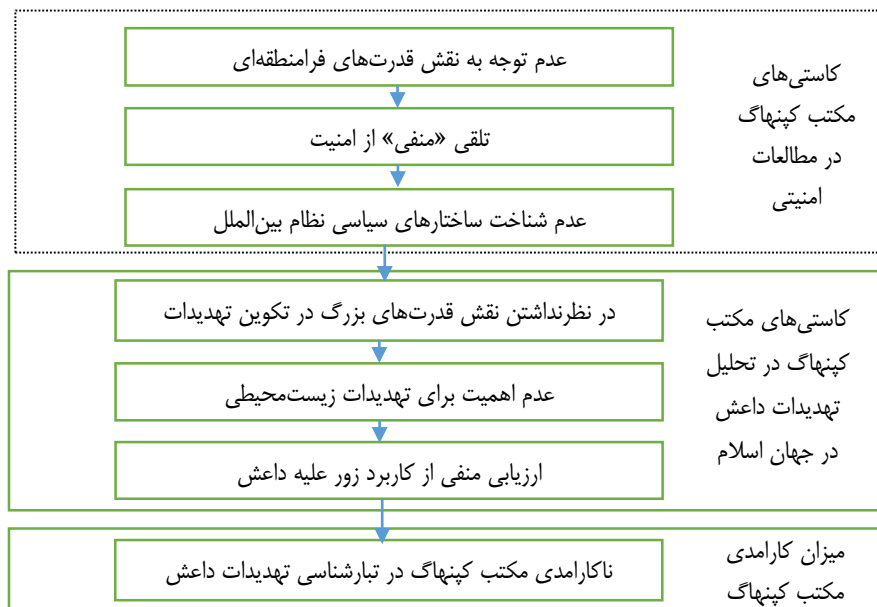 عدم توجه به نقش قدرت‌های فرامنطقه‌ای
تلقی «منفی» از امنیت
عدم شناخت ساختارهای سیاسی نظام بین‌الملل
کاستی‌های
مکتب کپنهاگ
در مطالعات
امنیتی
در نظرنداشتن نقش قدرت‌های بزرگ در تکوین تهدیدات
عدم اهمیت برای تهدیدات زیست‌محیطی
ارزیابی منفی از کاربرد زور علیه داعش
کاستی‌های مکتب
کپنهاگ در تحلیل
تهدیدات داعش
در جهان اسلام
ناکارامدی مکتب کپنهاگ در تبارشناسی تهدیدات داعش
میزان کارامدی
مکتب کپنهاگ